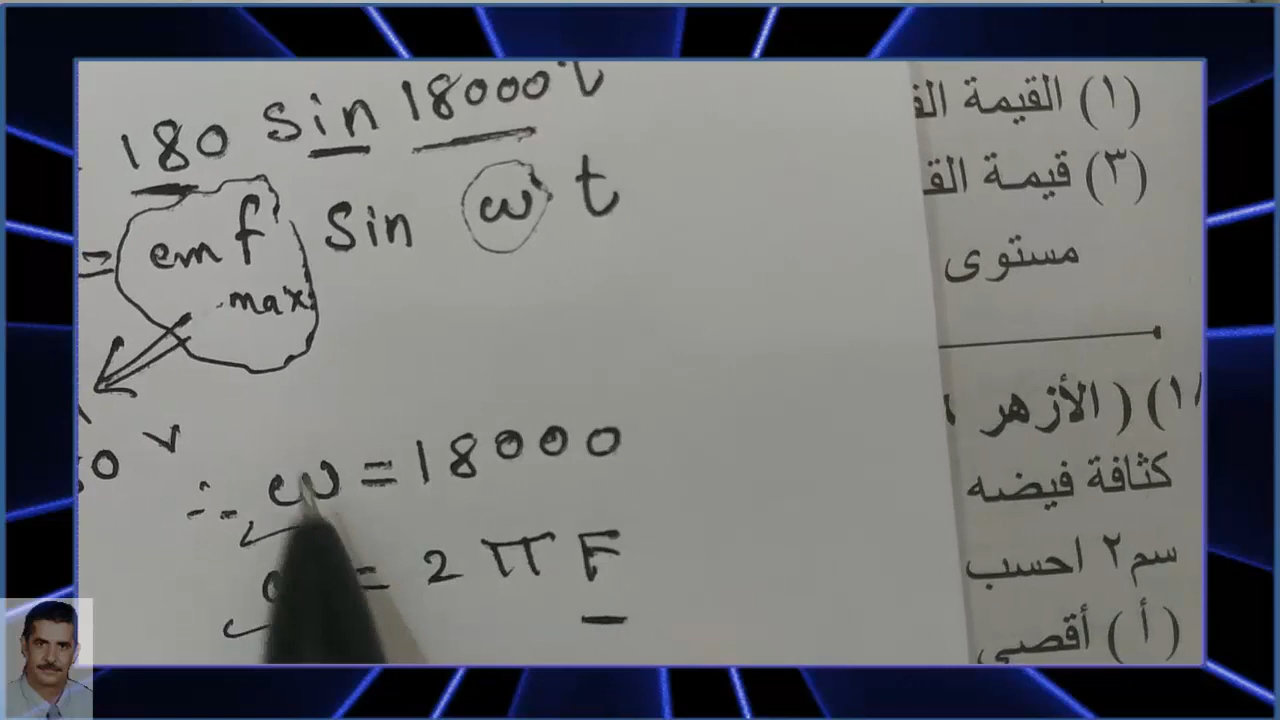 180 sin 18000 t
= emf max sin ω t
0 v
∴ ω = 18000
= 2 π F
(١) القيمة
(٣) قيمة
مستوى
(الأزهر
كثافة فيضه
سم٢ احسب
(أ) أقصى